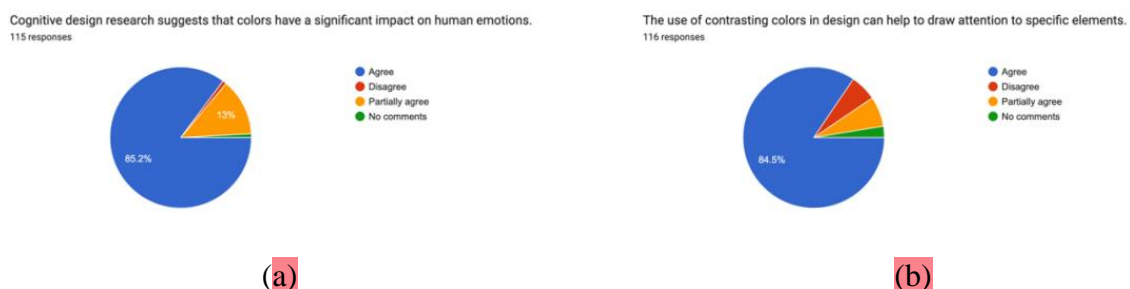 Cognitive design research suggests that colors have a significant impact on human emotions.
115 responses
Agree
Disagree
Partially agree
No comments
13%
85.2%
(a)
The use of contrasting colors in design can help to draw attention to specific elements.
116 responses
Agree
Disagree
Partially agree
No comments
84.5%
(b)